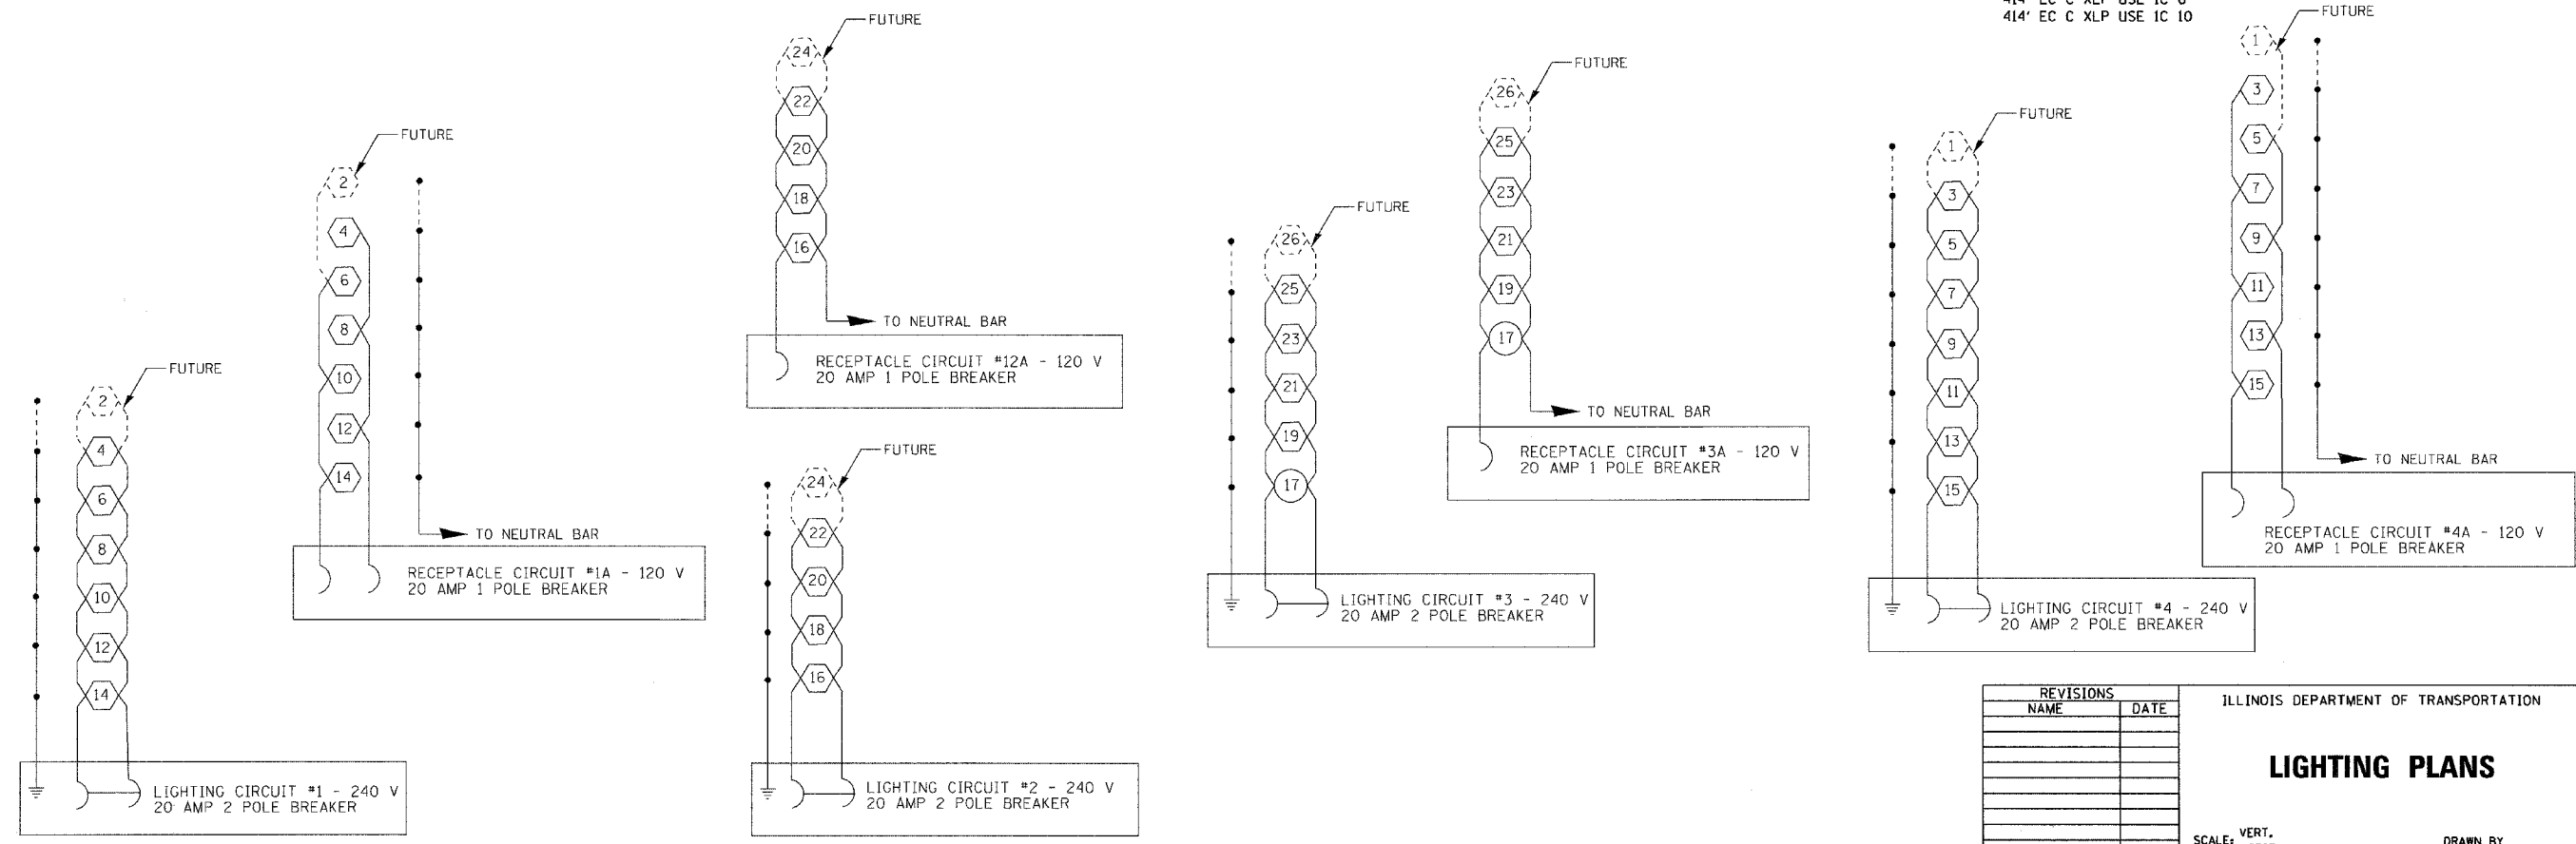 414' EC C XLP USE 1C 10
FUTURE
24
22
20
18
16
TO NEUTRAL BAR
RECEPTACLE CIRCUIT #12A - 120 V
20 AMP 1 POLE BREAKER
FUTURE
2
4
6
8
10
12
14
TO NEUTRAL BAR
RECEPTACLE CIRCUIT #1A - 120 V
20 AMP 1 POLE BREAKER
FUTURE
2
4
6
8
10
12
14
LIGHTING CIRCUIT #1 - 240 V
20 AMP 2 POLE BREAKER
FUTURE
24
22
20
18
16
LIGHTING CIRCUIT #2 - 240 V
20 AMP 2 POLE BREAKER
FUTURE
26
25
23
21
19
17
LIGHTING CIRCUIT #3 - 240 V
20 AMP 2 POLE BREAKER
FUTURE
26
25
23
21
19
17
TO NEUTRAL BAR
RECEPTACLE CIRCUIT #3A - 120 V
20 AMP 1 POLE BREAKER
FUTURE
1
3
5
7
9
11
13
15
LIGHTING CIRCUIT #4 - 240 V
20 AMP 2 POLE BREAKER
FUTURE
1
3
5
7
9
11
13
15
TO NEUTRAL BAR
RECEPTACLE CIRCUIT #4A - 120 V
20 AMP 1 POLE BREAKER
REVISIONS
NAME DATE
ILLINOIS DEPARTMENT OF TRANSPORTATION
LIGHTING PLANS
SCALE: VERT.
DRAWN BY